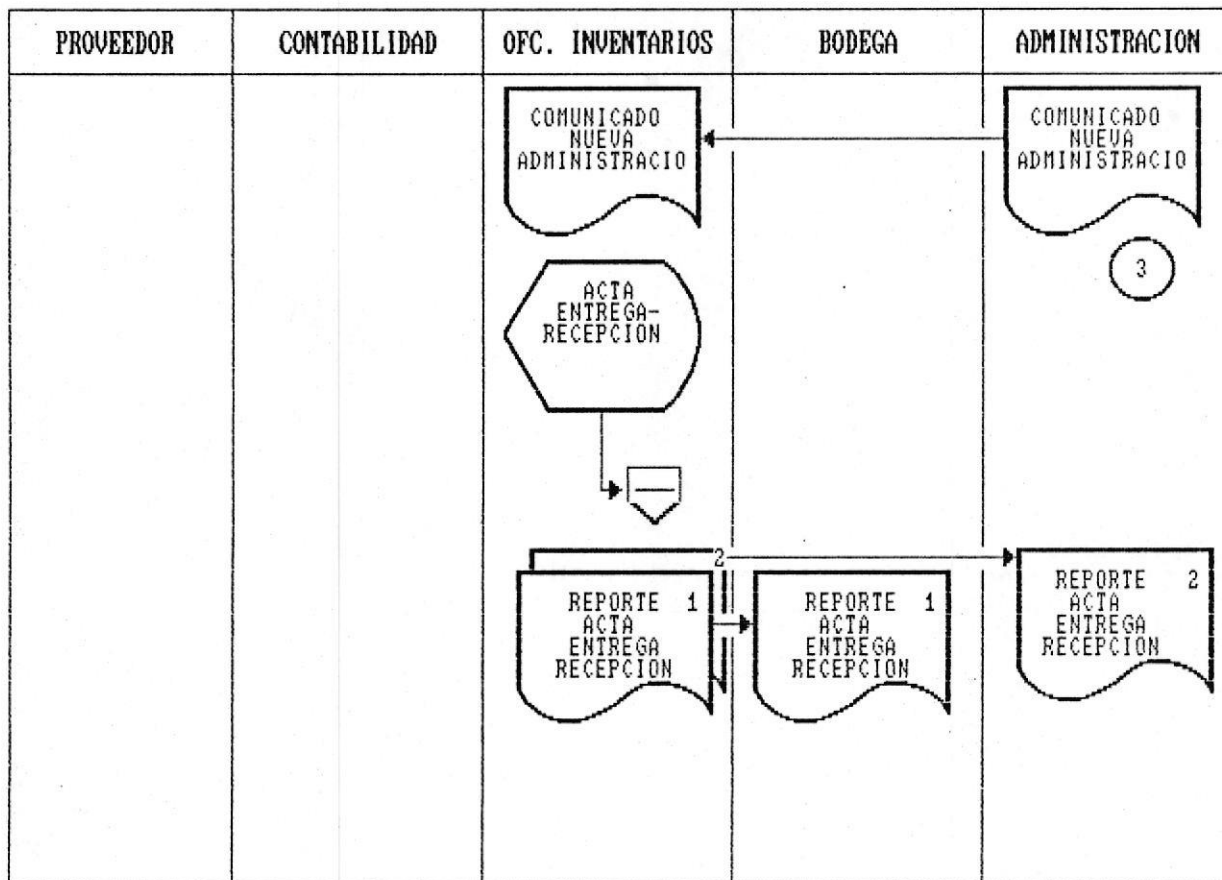 PROVEEDOR
CONTABILIDAD
OFC. INVENTARIOS
BODEGA
ADMINISTRACION
COMUNICADO
NUEVA
ADMINISTRACIO
COMUNICADO
NUEVA
ADMINISTRACIO
3
ACTA
ENTREGA-
RECEPCION
2
REPORTE 1
ACTA
ENTREGA
RECEPCION
REPORTE 1
ACTA
ENTREGA
RECEPCION
REPORTE 2
ACTA
ENTREGA
RECEPCION